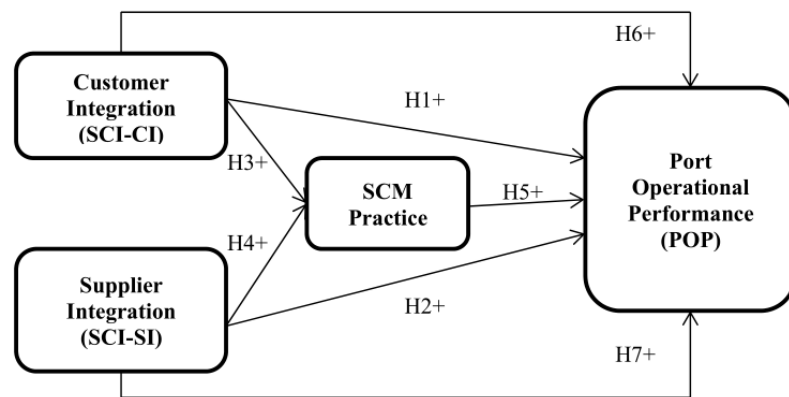 H6+
Customer
Integration
(SCI-CI)
H1+
H3+
SCM
Practice
H5+
Port
Operational
Performance
(POP)
H4+
Supplier
Integration
(SCI-SI)
H2+
H7+